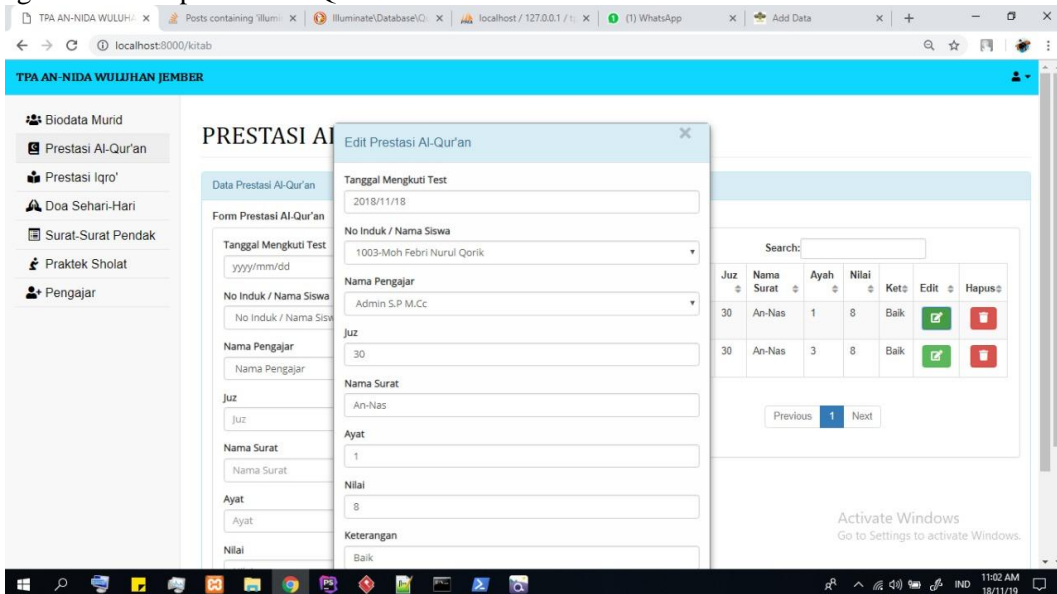 TPA AN-NIDA WULUHA
Posts containing 'illumi
Illuminate\Database\Q
localhost / 127.0.0.1 / t
(1) WhatsApp
Add Data
localhost:8000/kitab
TPA AN-NIDA WULUHAN JEMBER
Biodata Murid
Prestasi Al-Qur'an
Prestasi Iqro'
Doa Sehari-Hari
Surat-Surat Pendak
Praktek Sholat
Pengajar
PRESTASI Al
Data Prestasi Al-Qur'an
Form Prestasi Al-Qur'an
Tanggal Mengkuti Test
yyyy/mm/dd
No Induk / Nama Siswa
No Induk / Nama Sisw
Nama Pengajar
Nama Pengajar
Juz
Juz
Nama Surat
Nama Surat
Ayat
Ayat
Nilai
Edit Prestasi Al-Qur'an
Tanggal Mengkuti Test
2018/11/18
No Induk / Nama Siswa
1003-Moh Febri Nurul Qorik
Nama Pengajar
Admin S.P M.Cc
Juz
30
Nama Surat
An-Nas
Ayat
1
Nilai
8
Keterangan
Baik
Search:
Juz Nama Surat Ayah Nilai Ket Edit Hapus
30 An-Nas 1 8 Baik
30 An-Nas 3 8 Baik
Previous 1 Next
Activate Windows
Go to Settings to activate Windows.
IND
11:02 AM
18/11/19